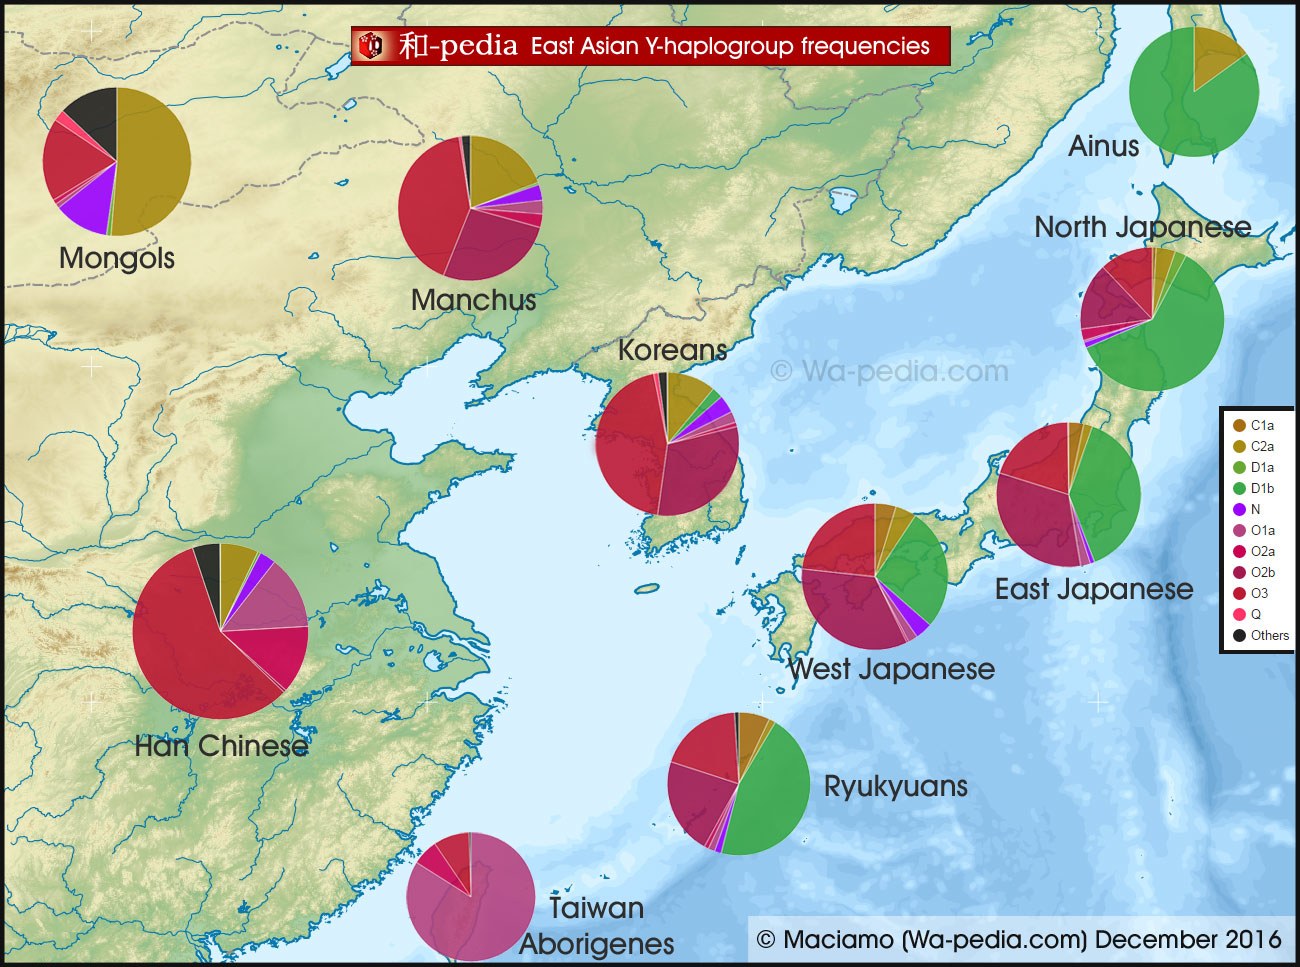 和-pedia East Asian Y-haplogroup frequencies
Ainus
North Japanese
Mongols
Manchus
Koreans
© Wa-pedia.com
C1a
C2a
D1a
D1b
N
O1a
O2a
O2b
O3
Q
Others
East Japanese
West Japanese
Han Chinese
Ryukyuans
Taiwan
Aborigenes
© Maciamo (Wa-pedia.com) December 2016